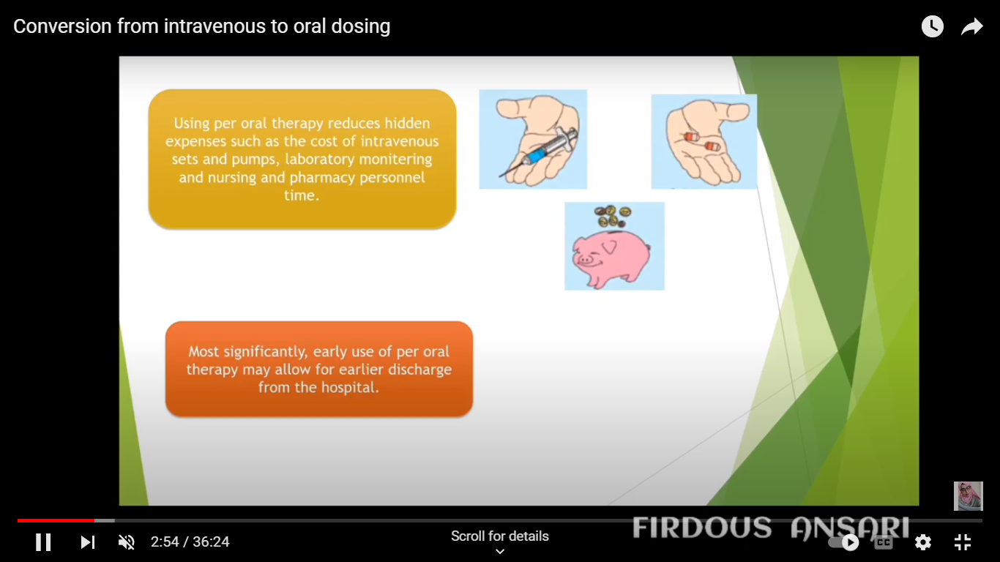 Conversion from intravenous to oral dosing
Using per oral therapy reduces hidden
expenses such as the cost of intravenous
sets and pumps, laboratory monitering
and nursing and pharmacy personnel
time.
Most significantly, early use of per oral
therapy may allow for earlier discharge
from the hospital.
FIRDOUS ANSARI
2:54 / 36:24
Scroll for details
CC